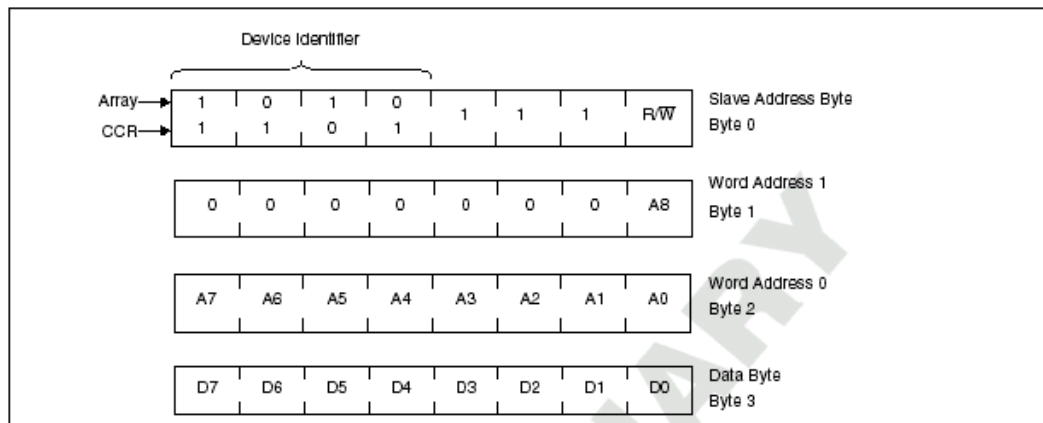 Device Identifier
Array 1 0 1 0 1 1 1 R/W̅ Slave Address Byte
CCR 1 1 0 1 Byte 0
0 0 0 0 0 0 0 A8 Word Address 1
Byte 1
A7 A6 A5 A4 A3 A2 A1 A0 Word Address 0
Byte 2
D7 D6 D5 D4 D3 D2 D1 D0 Data Byte
Byte 3
NARY